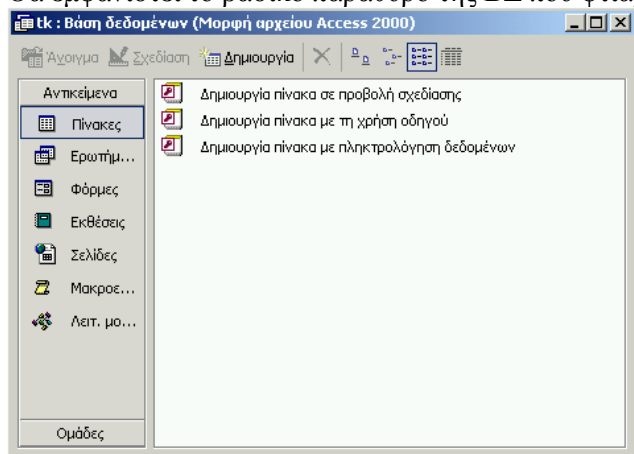 Θα εμφανιστεί το βασικό παράθυρο της ΒΔ που φτιά
tk : Βάση δεδομένων (Μορφή αρχείου Access 2000)
Άνοιγμα Σχεδίαση Δημιουργία
Αντικείμενα
Πίνακες
Ερωτήμ...
Φόρμες
Εκθέσεις
Σελίδες
Μακροε...
Λειτ. μο...
Ομάδες
Δημιουργία πίνακα σε προβολή σχεδίασης
Δημιουργία πίνακα με τη χρήση οδηγού
Δημιουργία πίνακα με πληκτρολόγηση δεδομένων